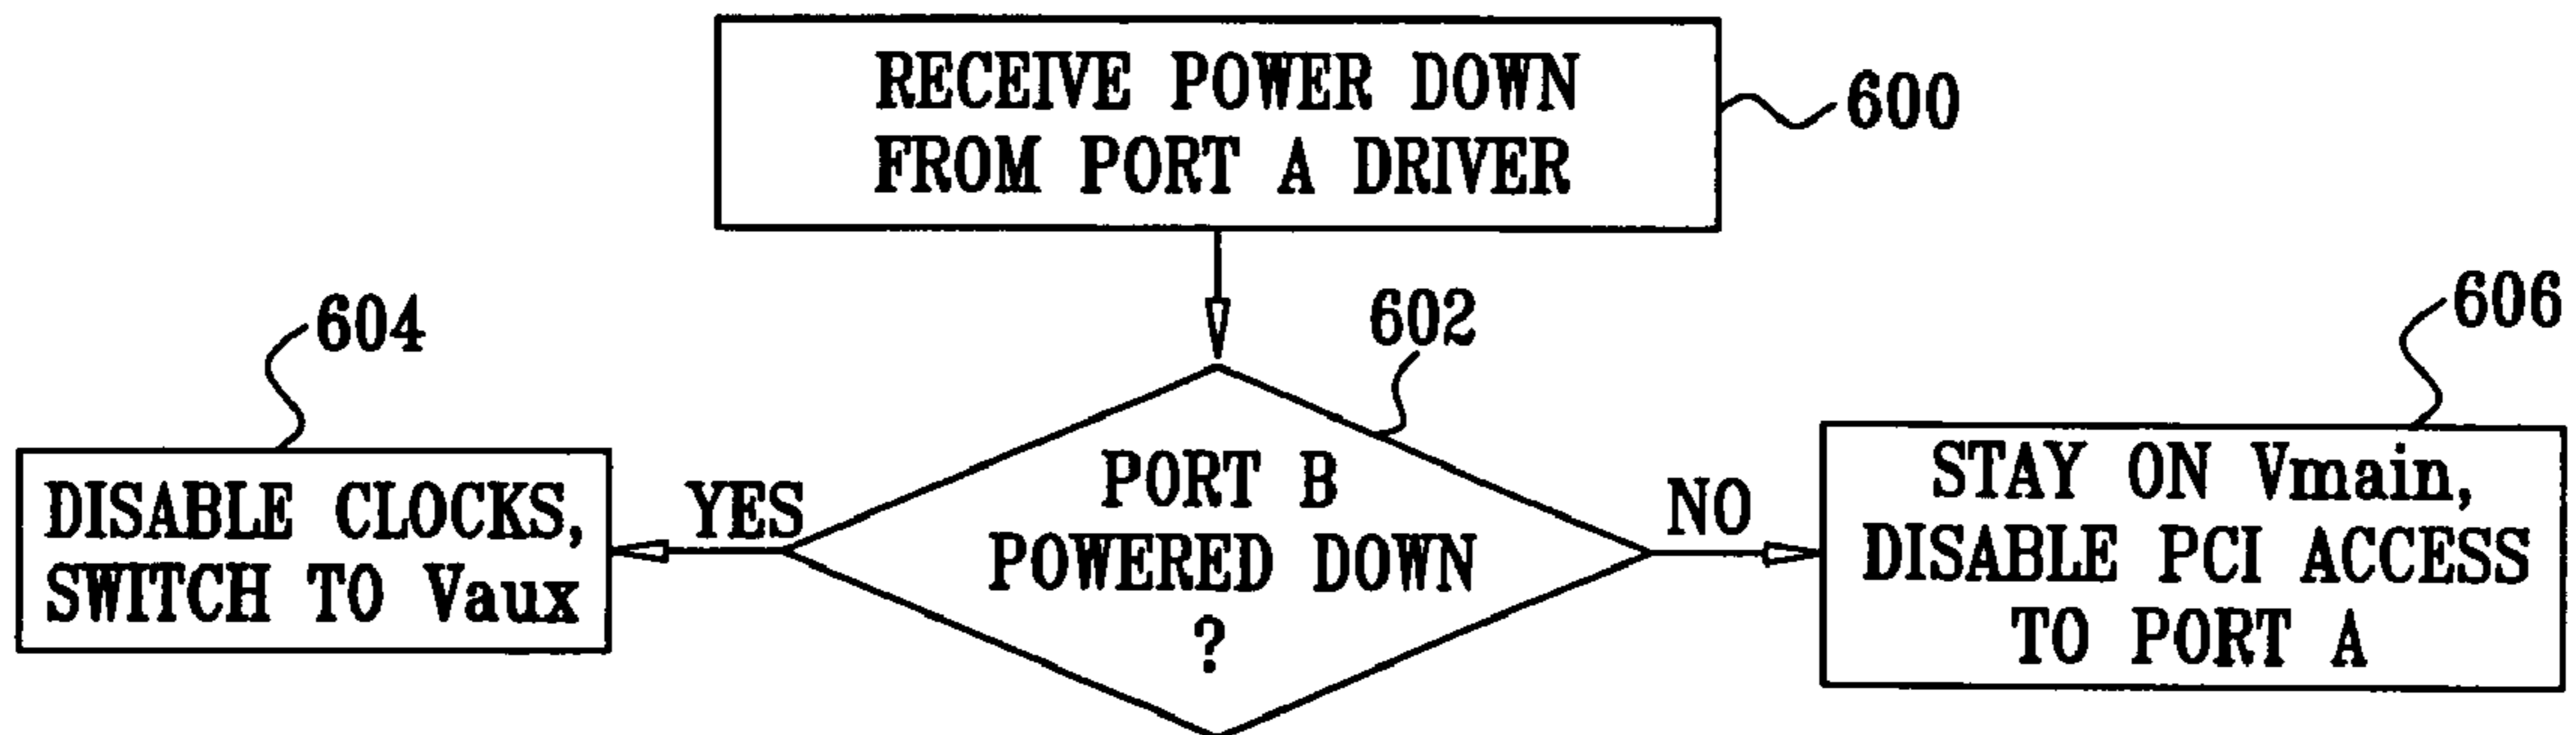 RECEIVE POWER DOWN
FROM PORT A DRIVER
600
602
PORT B
POWERED DOWN
?
YES
604
DISABLE CLOCKS,
SWITCH TO Vaux
NO
606
STAY ON Vmain,
DISABLE PCI ACCESS
TO PORT A